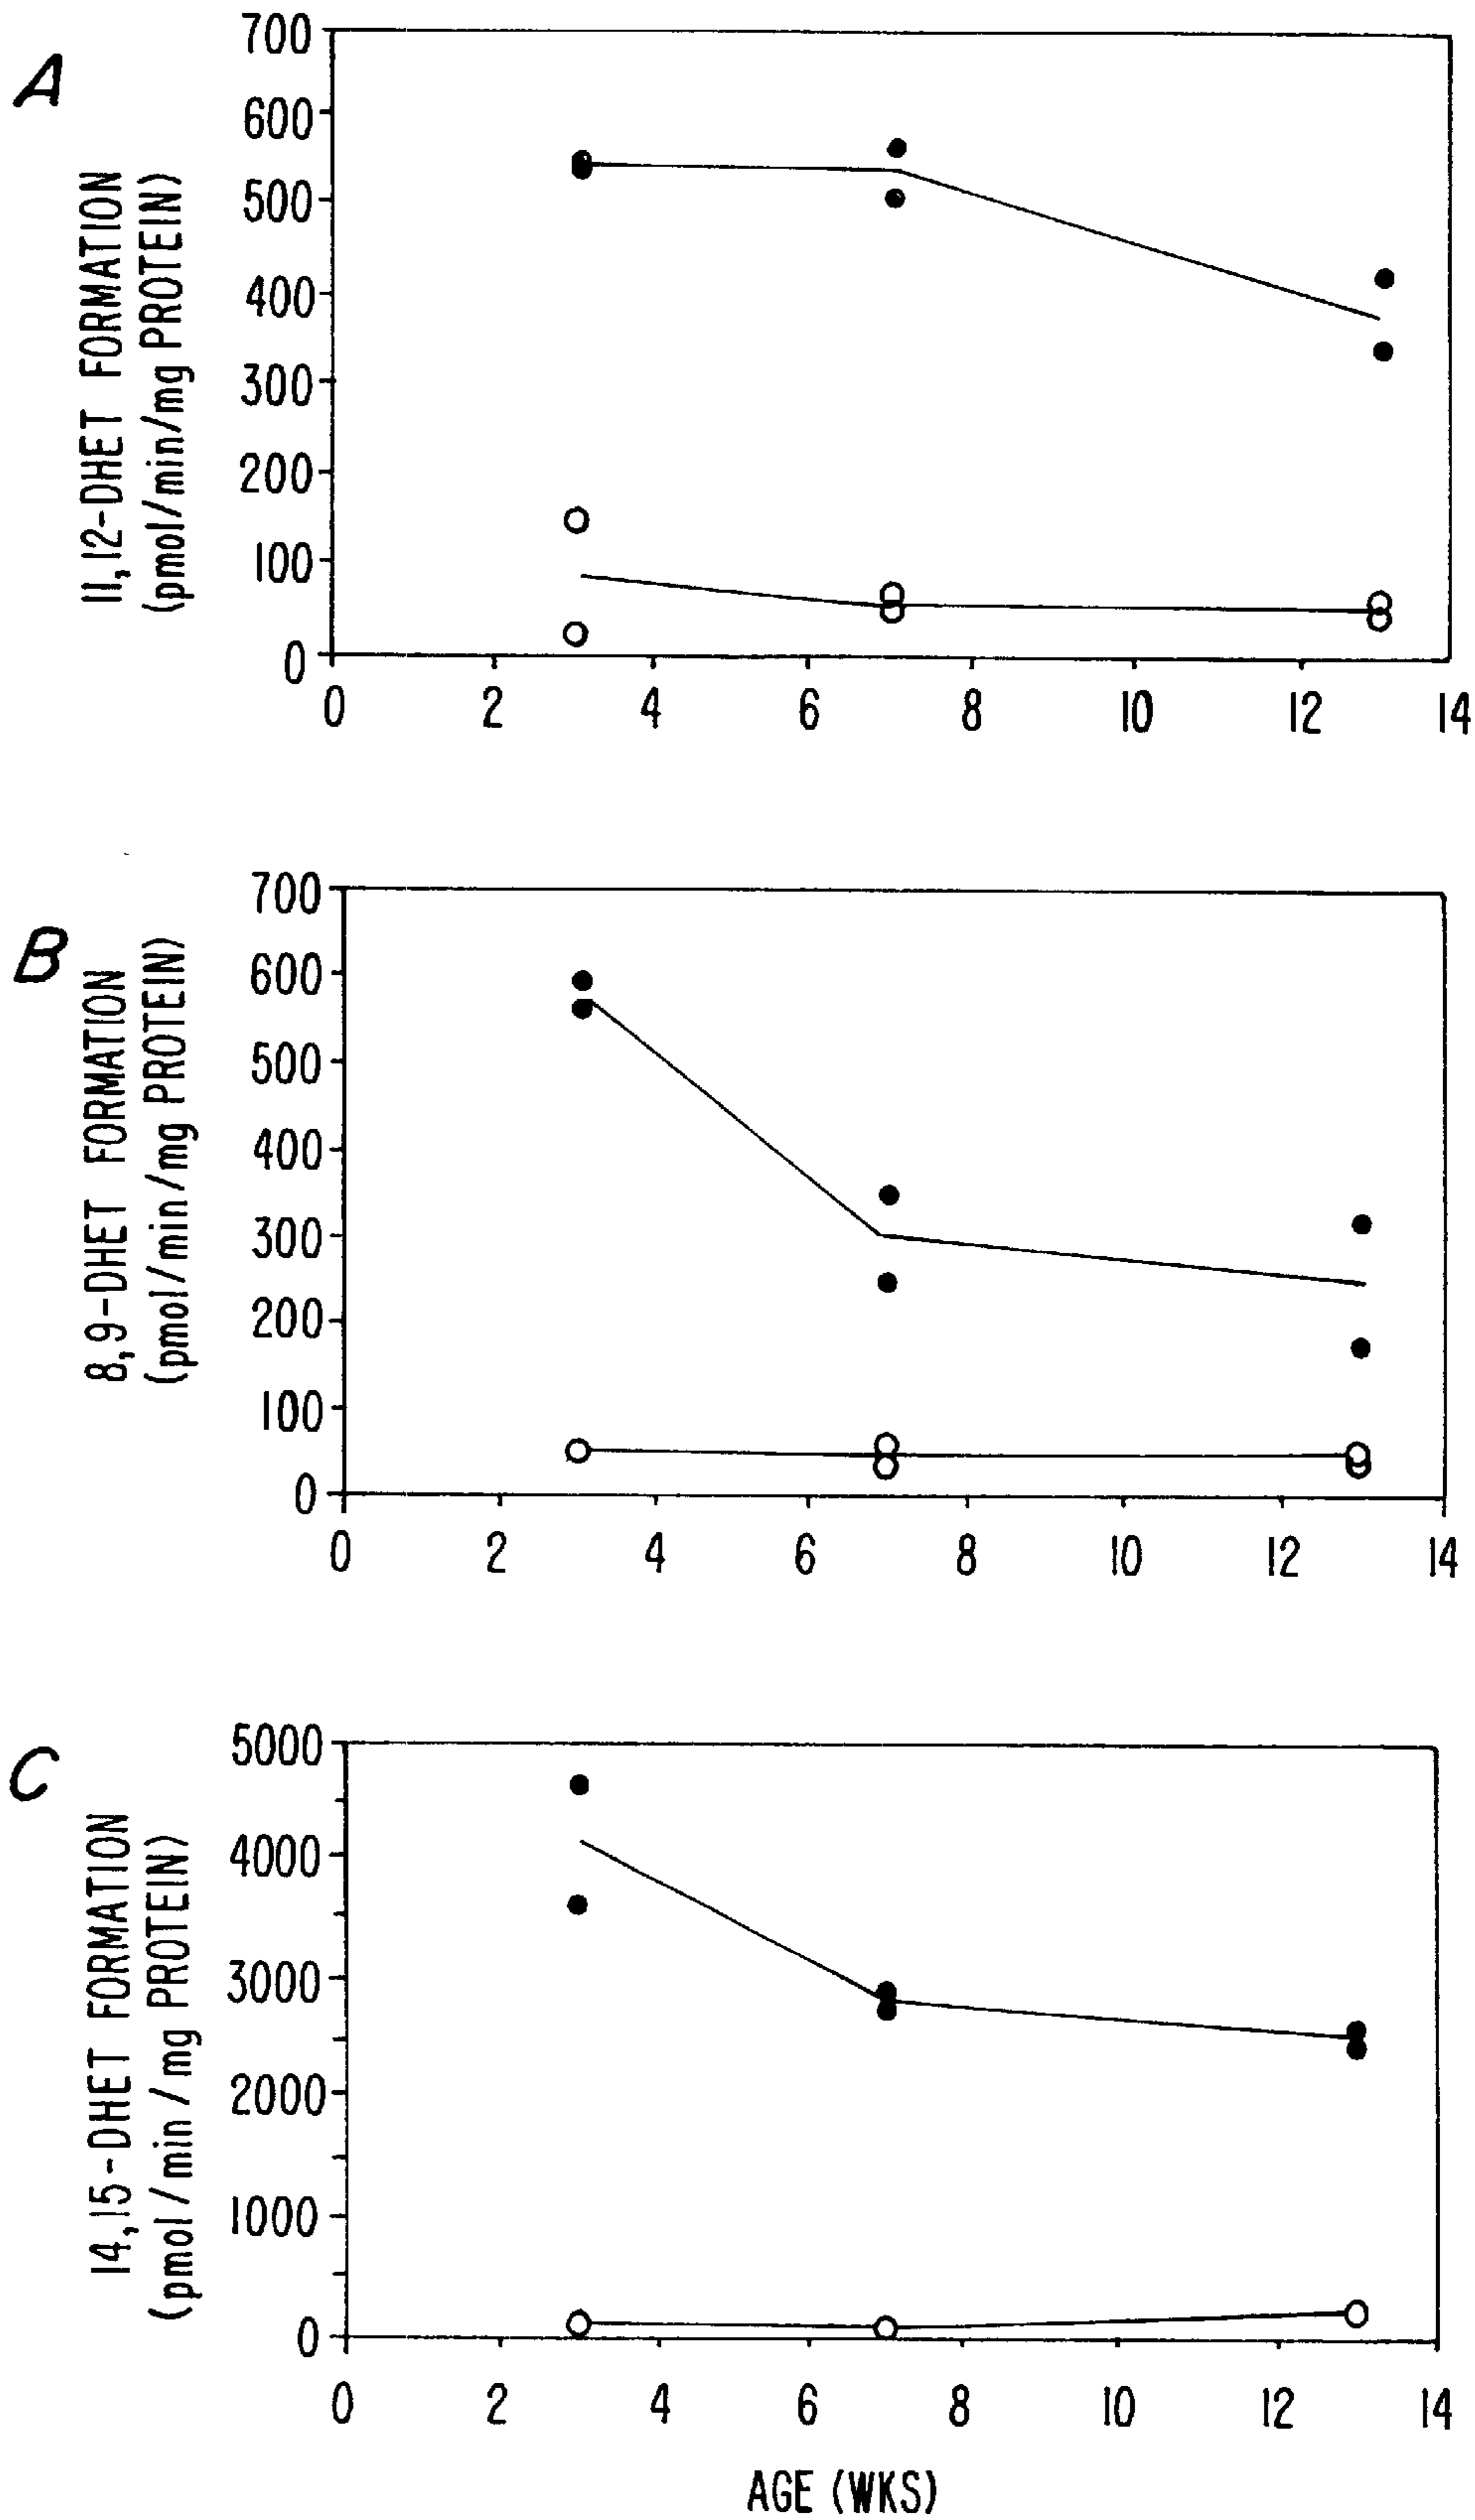 A
11,12-DHET FORMATION
(pmol/min/mg PROTEIN)
700
600
500
400
300
200
100
0
0 2 4 6 8 10 12 14
B
8,9-DHET FORMATION
(pmol/min/mg PROTEIN)
700
600
500
400
300
200
100
0
0 2 4 6 8 10 12 14
C
14,15-DHET FORMATION
(pmol/min/mg PROTEIN)
5000
4000
3000
2000
1000
0
0 2 4 6 8 10 12 14
AGE (WKS)